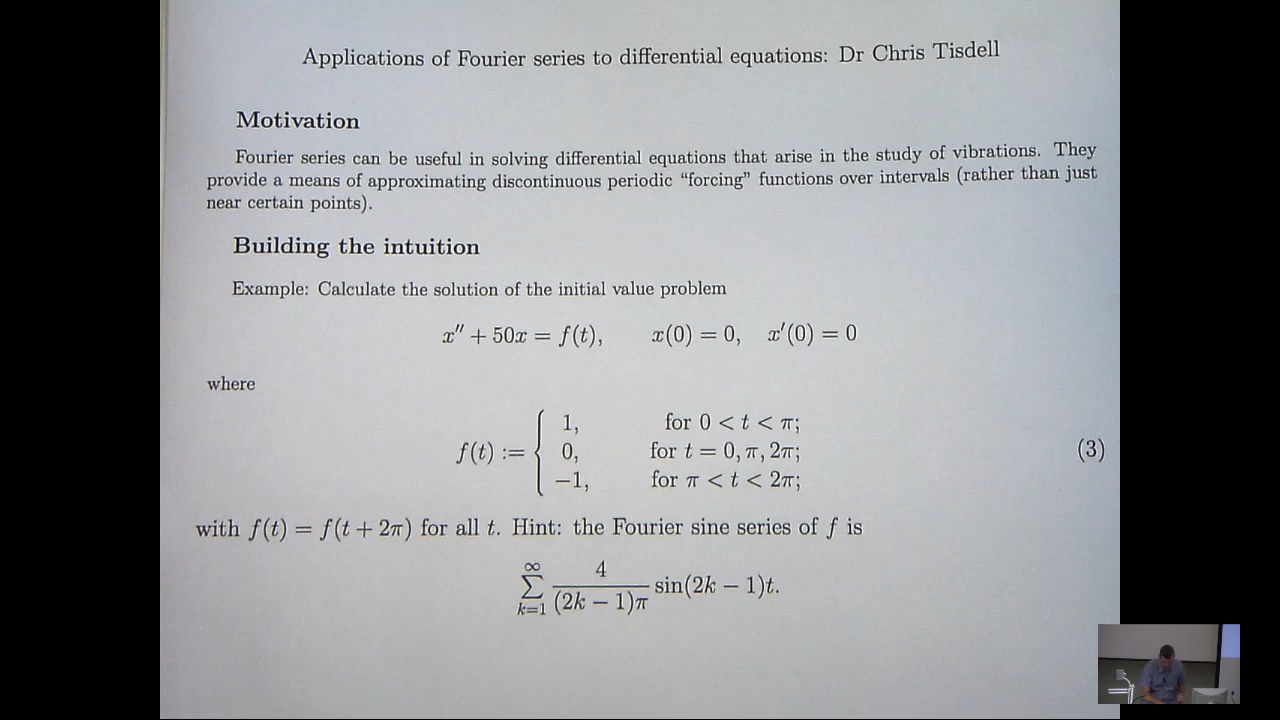 Applications of Fourier series to differential equations: Dr Chris Tisdell
Motivation
Fourier series can be useful in solving differential equations that arise in the study of vibrations. They
provide a means of approximating discontinuous periodic “forcing” functions over intervals (rather than just
near certain points).
Building the intuition
Example: Calculate the solution of the initial value problem
x″ + 50x = f(t), x(0) = 0, x′(0) = 0
where
f(t) := { 1, for 0 < t < π;
0, for t = 0, π, 2π; (3)
−1, for π < t < 2π;
with f(t) = f(t + 2π) for all t. Hint: the Fourier sine series of f is
∑_{k=1}^{∞} 4/((2k − 1)π) sin(2k − 1)t.